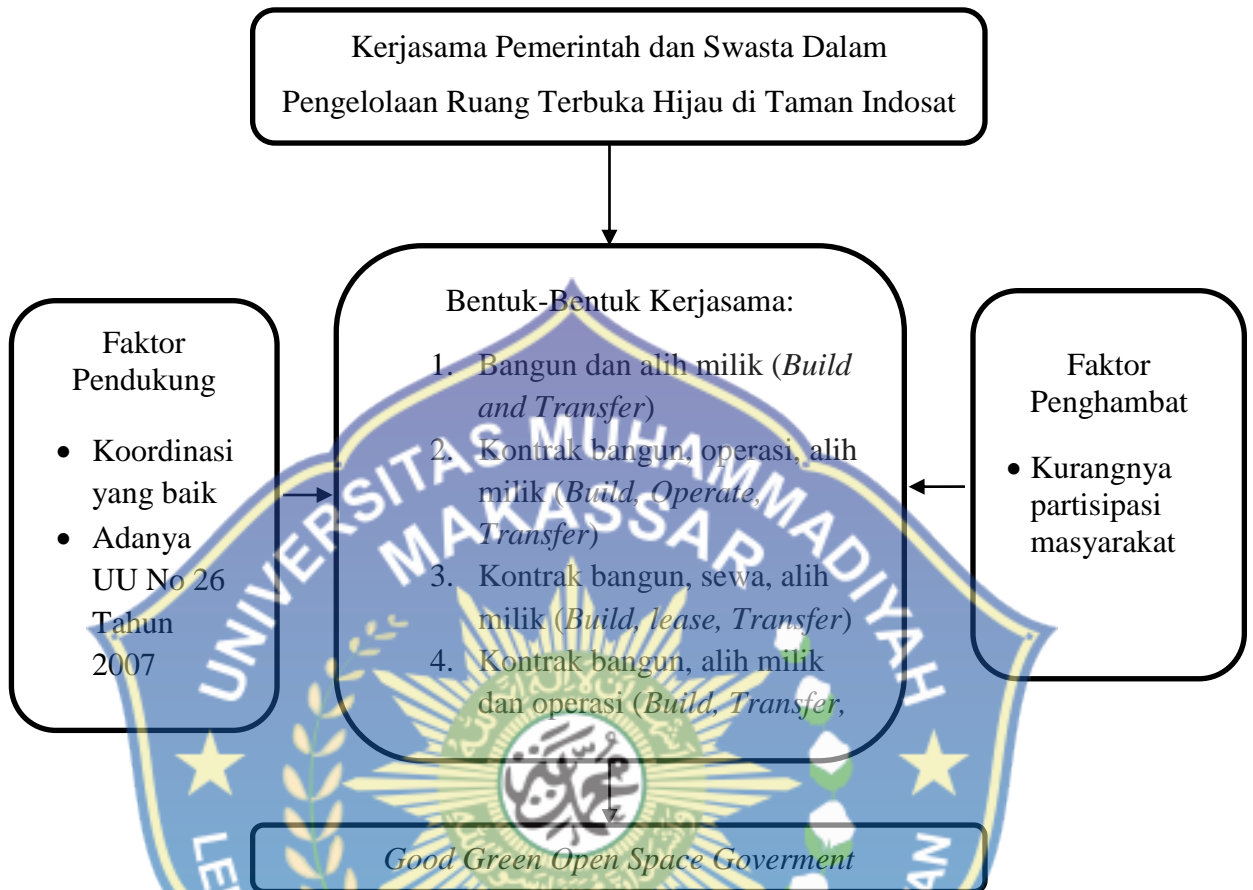 Kerjasama Pemerintah dan Swasta Dalam
Pengelolaan Ruang Terbuka Hijau di Taman Indosat
Faktor
Pendukung
• Koordinasi
yang baik
• Adanya
UU No 26
Tahun
2007
Bentuk-Bentuk Kerjasama:
1. Bangun dan alih milik (Build
and Transfer)
2. Kontrak bangun, operasi, alih
milik (Build, Operate,
Transfer)
3. Kontrak bangun, sewa, alih
milik (Build, lease, Transfer)
4. Kontrak bangun, alih milik
dan operasi (Build, Transfer,
Faktor
Penghambat
• Kurangnya
partisipasi
masyarakat
Good Green Open Space Goverment
UNIVERSITAS MUHAMMADIYAH
MAKASSAR